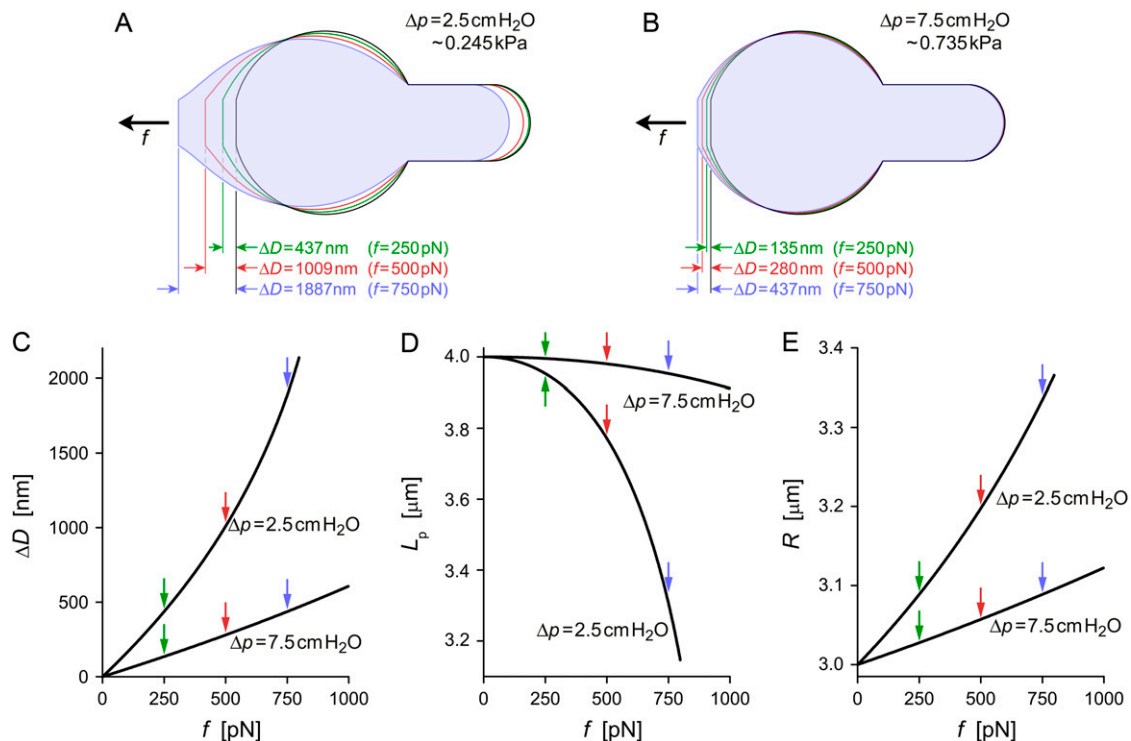 A
Δp=2.5cmH₂O
~0.245kPa
f
ΔD=437nm (f=250pN)
ΔD=1009nm (f=500pN)
ΔD=1887nm (f=750pN)
B
Δp=7.5cmH₂O
~0.735kPa
f
ΔD=135nm (f=250pN)
ΔD=280nm (f=500pN)
ΔD=437nm (f=750pN)
C
ΔD [nm]
2000
1500
1000
500
0
Δp=2.5cmH₂O
Δp=7.5cmH₂O
0 250 500 750 1000
f [pN]
D
Lₚ [μm]
4.0
3.8
3.6
3.4
3.2
Δp=7.5cmH₂O
Δp=2.5cmH₂O
0 250 500 750 1000
f [pN]
E
R [μm]
3.4
3.3
3.2
3.1
3.0
Δp=2.5cmH₂O
Δp=7.5cmH₂O
0 250 500 750 1000
f [pN]